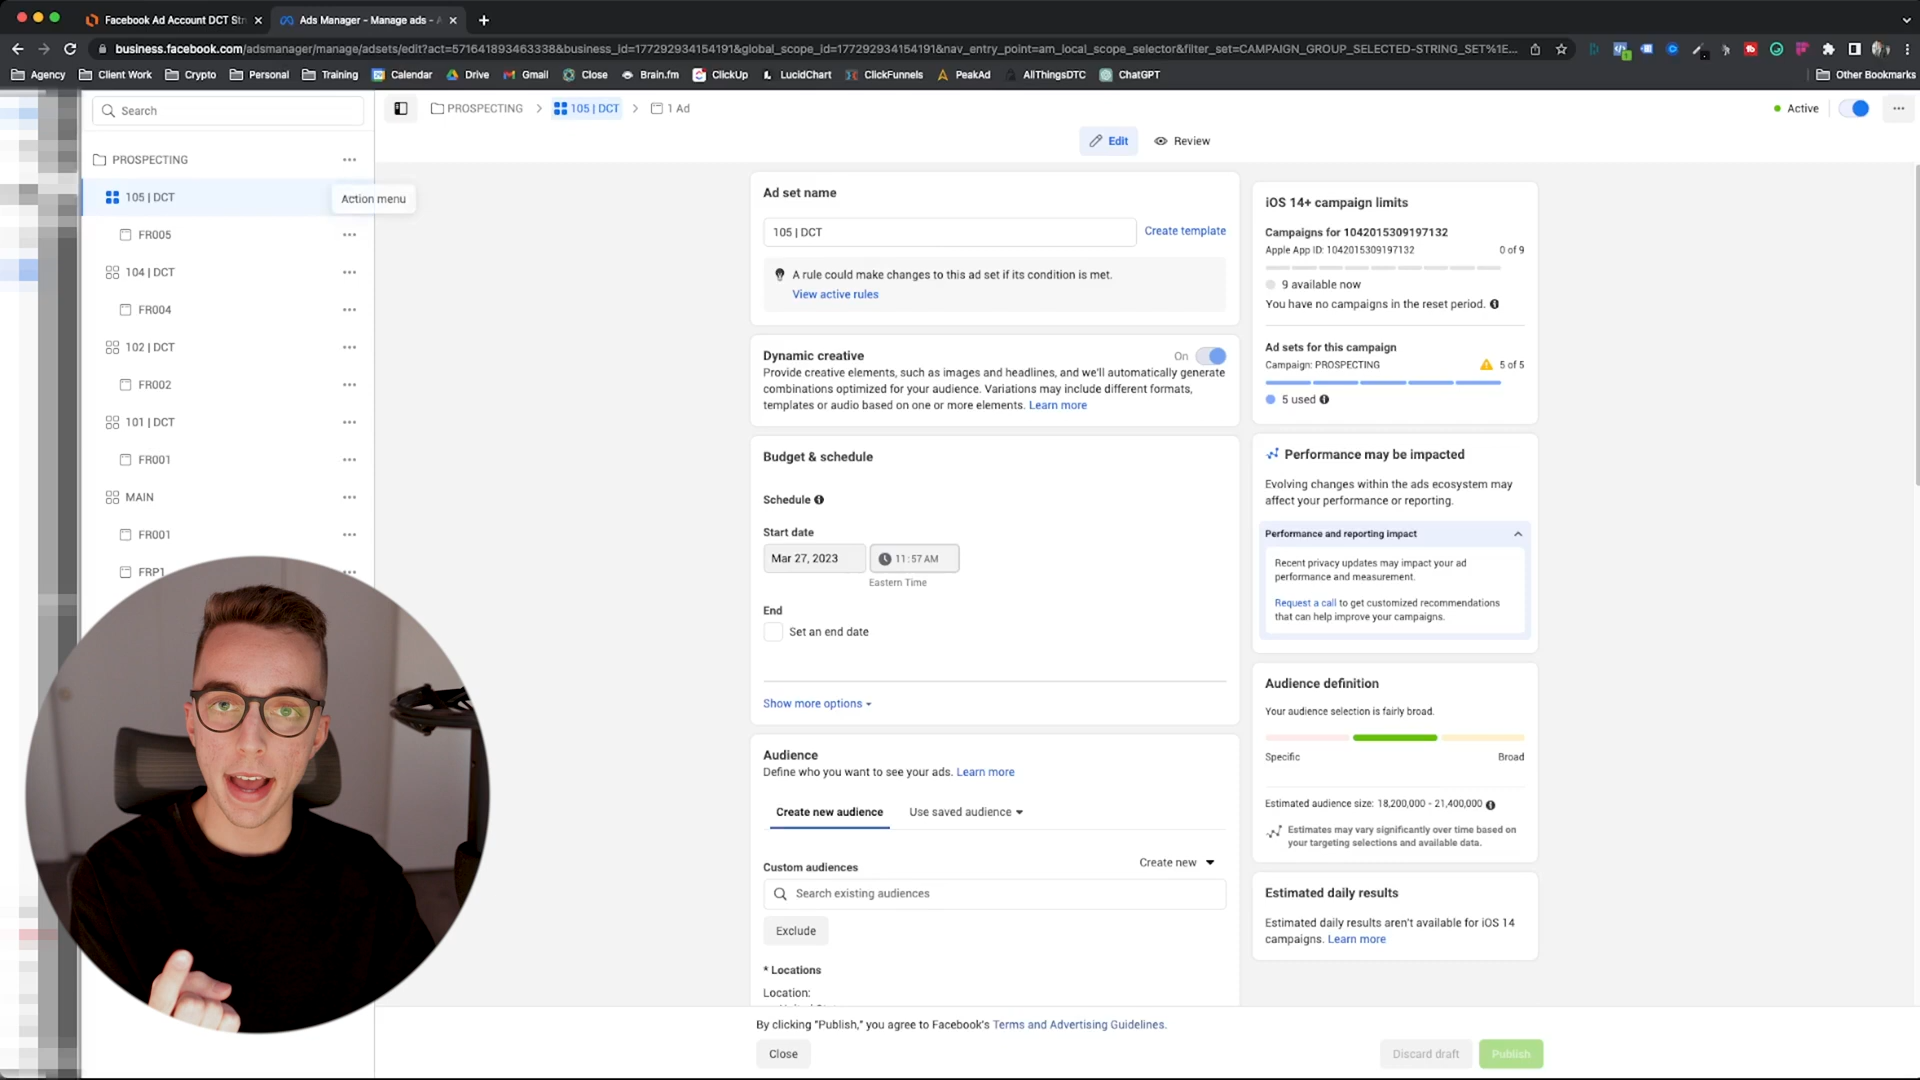 Facebook Ad Account DCT Str
Ads Manager - Manage ads - A
business.facebook.com/adsmanager/manage/adsets/edit?act=571641893463338&business_id=177292934154191&global_scope_id=177292934154191&nav_entry_point=am_local_scope_selector&filter_set=CAMPAIGN_GROUP_SELECTED-STRING_SET%1E...
Agency
Client Work
Crypto
Personal
Training
Calendar
Drive
Gmail
Close
Brain.fm
ClickUp
LucidChart
ClickFunnels
PeakAd
AllThingsDTC
ChatGPT
Other Bookmarks
Search
PROSPECTING
105 | DCT
Action menu
FR005
104 | DCT
FR004
102 | DCT
FR002
101 | DCT
FR001
MAIN
FR001
FRP1
PROSPECTING > 105 | DCT > 1 Ad
Active
Edit
Review
Ad set name
105 | DCT
Create template
A rule could make changes to this ad set if its condition is met.
View active rules
Dynamic creative
On
Provide creative elements, such as images and headlines, and we'll automatically generate
combinations optimized for your audience. Variations may include different formats,
templates or audio based on one or more elements. Learn more
Budget & schedule
Schedule
Start date
Mar 27, 2023
11:57 AM
Eastern Time
End
Set an end date
Show more options
Audience
Define who you want to see your ads. Learn more
Create new audience
Use saved audience
Custom audiences
Create new
Search existing audiences
Exclude
* Locations
Location:
iOS 14+ campaign limits
Campaigns for 1042015309197132
Apple App ID: 1042015309197132
0 of 9
9 available now
You have no campaigns in the reset period.
Ad sets for this campaign
Campaign: PROSPECTING
5 of 5
5 used
Performance may be impacted
Evolving changes within the ads ecosystem may
affect your performance or reporting.
Performance and reporting impact
Recent privacy updates may impact your ad
performance and measurement.
Request a call to get customized recommendations
that can help improve your campaigns.
Audience definition
Your audience selection is fairly broad.
Specific
Broad
Estimated audience size: 18,200,000 - 21,400,000
Estimates may vary significantly over time based on
your targeting selections and available data.
Estimated daily results
Estimated daily results aren't available for iOS 14
campaigns. Learn more
By clicking "Publish," you agree to Facebook's Terms and Advertising Guidelines.
Close
Discard draft
Publish